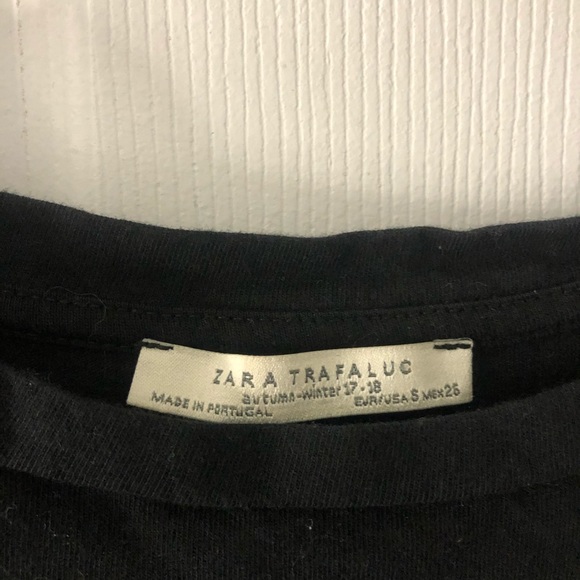 ZARA TRAFALUC
autumn-winter 17-18
MADE IN PORTUGAL
EUR/USA S MEX 26